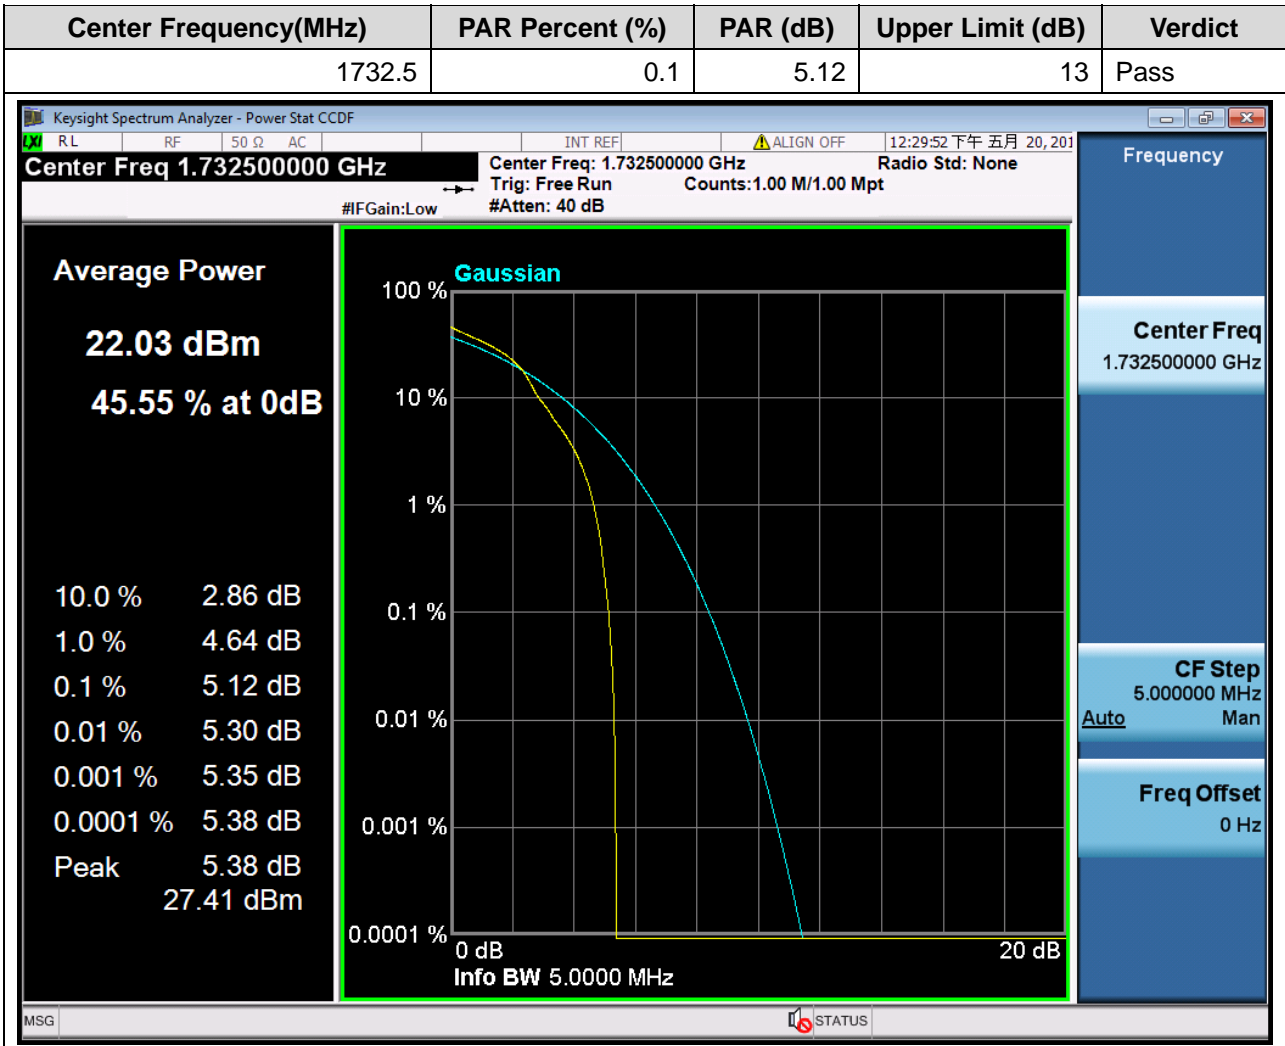 Center Frequency(MHz) PAR Percent (%) PAR (dB) Upper Limit (dB) Verdict
1732.5 0.1 5.12 13 Pass
Keysight Spectrum Analyzer - Power Stat CCDF
LXI RL RF 50 Ω AC INT REF ALIGN OFF 12:29:52 下午 五月 20, 201
Center Freq 1.732500000 GHz
Center Freq: 1.732500000 GHz Radio Std: None
Trig: Free Run Counts:1.00 M/1.00 Mpt
#IFGain:Low #Atten: 40 dB
Average Power
22.03 dBm
45.55 % at 0dB
10.0 % 2.86 dB
1.0 % 4.64 dB
0.1 % 5.12 dB
0.01 % 5.30 dB
0.001 % 5.35 dB
0.0001 % 5.38 dB
Peak 5.38 dB
27.41 dBm
Gaussian
100 %
10 %
1 %
0.1 %
0.01 %
0.001 %
0.0001 %
0 dB 20 dB
Info BW 5.0000 MHz
Frequency
Center Freq
1.732500000 GHz
CF Step
5.000000 MHz
Auto Man
Freq Offset
0 Hz
MSG STATUS